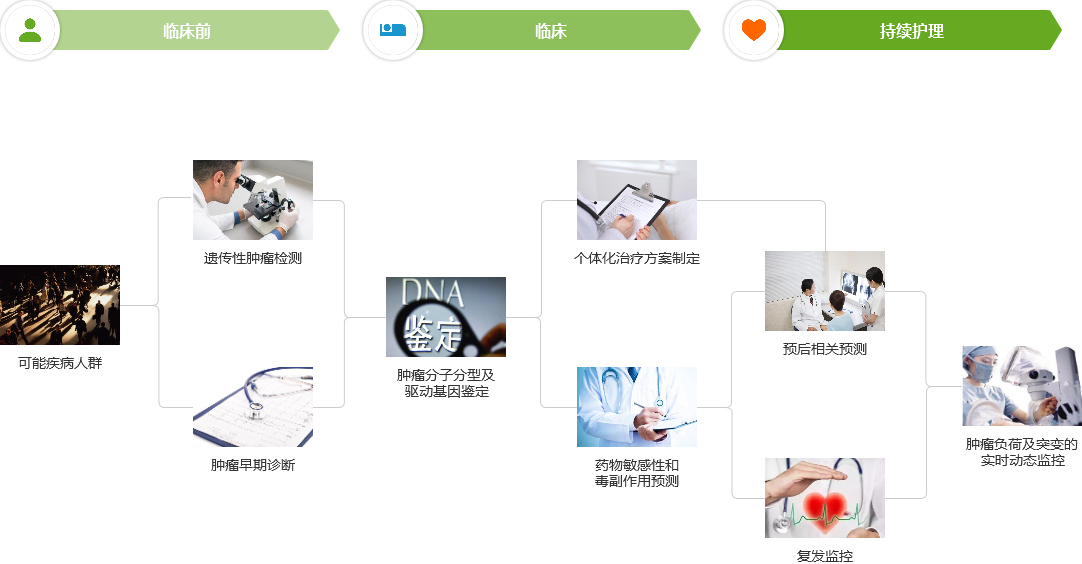 临床前
临床
持续护理
遗传性肿瘤检测
个体化治疗方案制定
可能疾病人群
DNA
鉴定
肿瘤分子分型及
驱动基因鉴定
预后相关预测
肿瘤早期诊断
药物敏感性和
毒副作用预测
肿瘤负荷及突变的
实时动态监控
复发监控